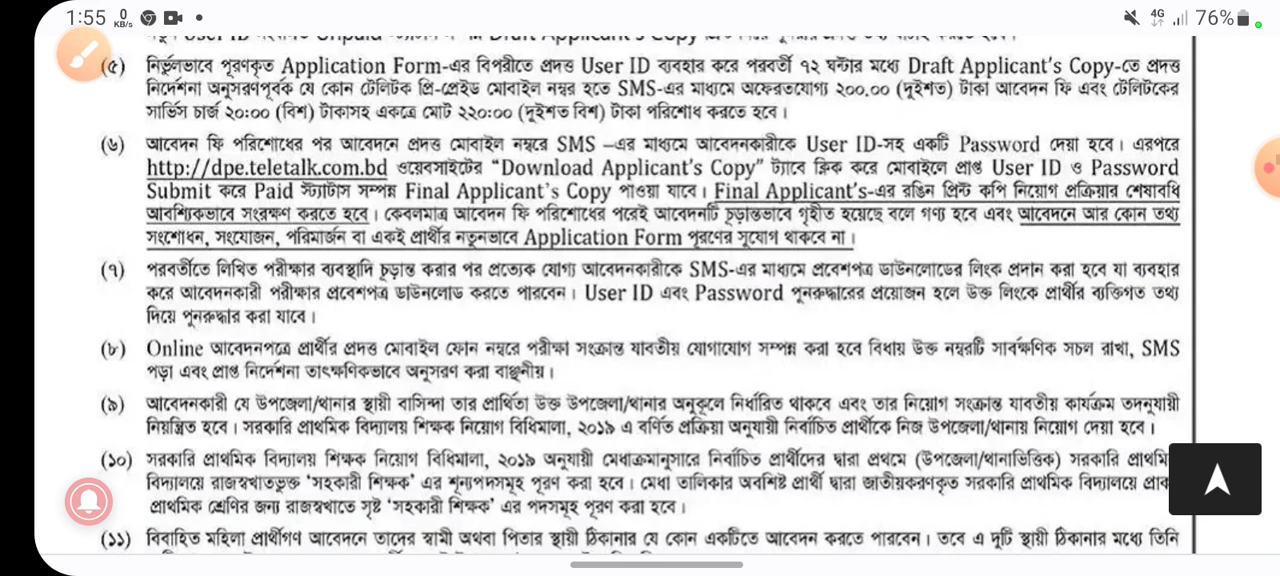 1:55 0 KB/s 4G 76%
নতুন User ID Unpaid Draft Applicant's Copy
(৫) নির্ভুলভাবে পূরণকৃত Application Form-এর বিপরীতে প্রদত্ত User ID ব্যবহার করে পরবর্তী ৭২ ঘন্টার মধ্যে Draft Applicant's Copy-তে প্রদত্ত
নির্দেশনা অনুসরণপূর্বক যে কোন টেলিটক প্রি-প্রেইড মোবাইল নম্বর হতে SMS-এর মাধ্যমে অফেরতযোগ্য ২০০.০০ (দুইশত) টাকা আবেদন ফি এবং টেলিটকের
সার্ভিস চার্জ ২০:০০ (বিশ) টাকাসহ একত্রে মোট ২২০:০০ (দুইশত বিশ) টাকা পরিশোধ করতে হবে।
(৬) আবেদন ফি পরিশোধের পর আবেদনে প্রদত্ত মোবাইল নম্বরে SMS –এর মাধ্যমে আবেদনকারীকে User ID-সহ একটি Password দেয়া হবে। এরপরে
http://dpe.teletalk.com.bd ওয়েবসাইটের “Download Applicant's Copy” ট্যাবে ক্লিক করে মোবাইলে প্রাপ্ত User ID ও Password
Submit করে Paid স্ট্যাটাস সম্পন্ন Final Applicant's Copy পাওয়া যাবে। Final Applicant's-এর রঙিন প্রিন্ট কপি নিয়োগ প্রক্রিয়ার শেষাবধি
আবশ্যিকভাবে সংরক্ষণ করতে হবে। কেবলমাত্র আবেদন ফি পরিশোধের পরেই আবেদনটি চূড়ান্তভাবে গৃহীত হয়েছে বলে গণ্য হবে এবং আবেদনে আর কোন তথ্য
সংশোধন, সংযোজন, পরিমার্জন বা একই প্রার্থীর নতুনভাবে Application Form পূরণের সুযোগ থাকবে না।
(৭) পরবর্তীতে লিখিত পরীক্ষার ব্যবস্থাদি চূড়ান্ত করার পর প্রত্যেক যোগ্য আবেদনকারীকে SMS-এর মাধ্যমে প্রবেশপত্র ডাউনলোডের লিংক প্রদান করা হবে যা ব্যবহার
করে আবেদনকারী পরীক্ষার প্রবেশপত্র ডাউনলোড করতে পারবেন। User ID এবং Password পুনরুদ্ধারের প্রয়োজন হলে উক্ত লিংকে প্রার্থীর ব্যক্তিগত তথ্য
দিয়ে পুনরুদ্ধার করা যাবে।
(৮) Online আবেদনপত্রে প্রার্থীর প্রদত্ত মোবাইল ফোন নম্বরে পরীক্ষা সংক্রান্ত যাবতীয় যোগাযোগ সম্পন্ন করা হবে বিধায় উক্ত নম্বরটি সার্বক্ষণিক সচল রাখা, SMS
পড়া এবং প্রাপ্ত নির্দেশনা তাৎক্ষণিকভাবে অনুসরণ করা বাঞ্ছনীয়।
(৯) আবেদনকারী যে উপজেলা/থানার স্থায়ী বাসিন্দা তার প্রার্থিতা উক্ত উপজেলা/থানার অনুকূলে নির্ধারিত থাকবে এবং তার নিয়োগ সংক্রান্ত যাবতীয় কার্যক্রম তদনুযায়ী
নিয়ন্ত্রিত হবে। সরকারি প্রাথমিক বিদ্যালয় শিক্ষক নিয়োগ বিধিমালা, ২০১৯ এ বর্ণিত প্রক্রিয়া অনুযায়ী নির্বাচিত প্রার্থীকে নিজ উপজেলা/থানায় নিয়োগ দেয়া হবে।
(১০) সরকারি প্রাথমিক বিদ্যালয় শিক্ষক নিয়োগ বিধিমালা, ২০১৯ অনুযায়ী মেধাক্রমানুসারে নির্বাচিত প্রার্থীদের দ্বারা প্রথমে (উপজেলা/থানাভিত্তিক) সরকারি প্রাথমি
বিদ্যালয়ে রাজস্বখাতভুক্ত ‘সহকারী শিক্ষক’ এর শূন্যপদসমূহ পূরণ করা হবে। মেধা তালিকার অবশিষ্ট প্রার্থী দ্বারা জাতীয়করণকৃত সরকারি প্রাথমিক বিদ্যালয়ে প্রাক
প্রাথমিক শ্রেণির জন্য রাজস্বখাতে সৃষ্ট ‘সহকারী শিক্ষক’ এর পদসমূহ পূরণ করা হবে।
(১১) বিবাহিত মহিলা প্রার্থীগণ আবেদনে তাদের স্বামী অথবা পিতার স্থায়ী ঠিকানার যে কোন একটিতে আবেদন করতে পারবেন। তবে এ দুটি স্থায়ী ঠিকানার মধ্যে তিনি